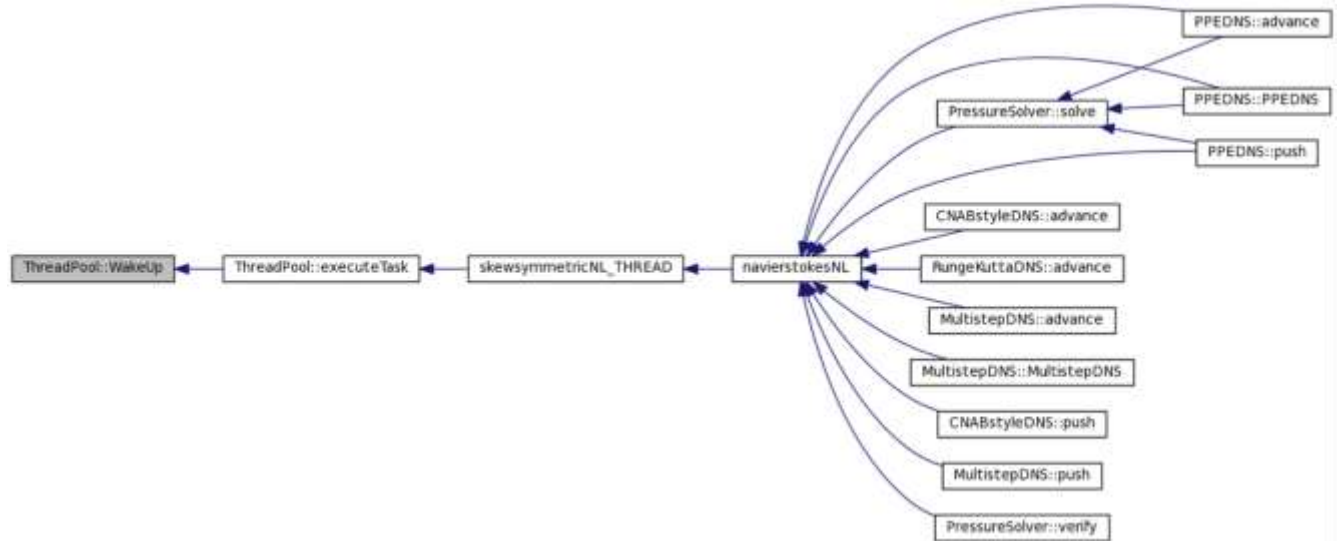 PPEDNS::advance
PPEDNS::PPEDNS
PressureSolver::solve
PPEDNS::push
CNABstyleDNS::advance
ThreadPool::WakeUp
ThreadPool::executeTask
skewsymmetricNL_THREAD
navierstokesNL
RungeKuttaDNS::advance
MultistepDNS::advance
MultistepDNS::MultistepDNS
CNABstyleDNS::push
MultistepDNS::push
PressureSolver::verify